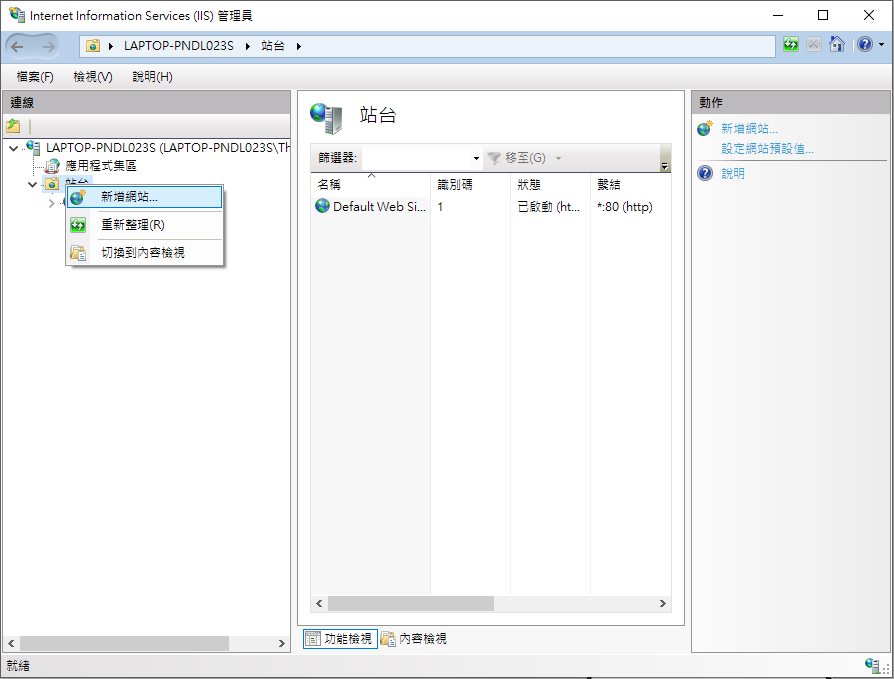 Internet Information Services (IIS) 管理員
LAPTOP-PNDL023S 站台
檔案(F) 檢視(V) 說明(H)
連線
LAPTOP-PNDL023S (LAPTOP-PNDL023S\Th
應用程式集區
站台
新增網站...
重新整理(R)
切換到內容檢視
站台
篩選器: 移至(G)
名稱 識別碼 狀態 繫結
Default Web Si... 1 已啟動 (ht... *:80 (http)
功能檢視 內容檢視
動作
新增網站...
設定網站預設值...
說明
就緒